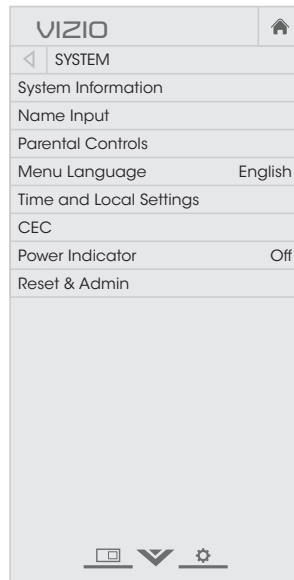 VIZIO
SYSTEM
System Information
Name Input
Parental Controls
Menu Language English
Time and Local Settings
CEC
Power Indicator Off
Reset & Admin